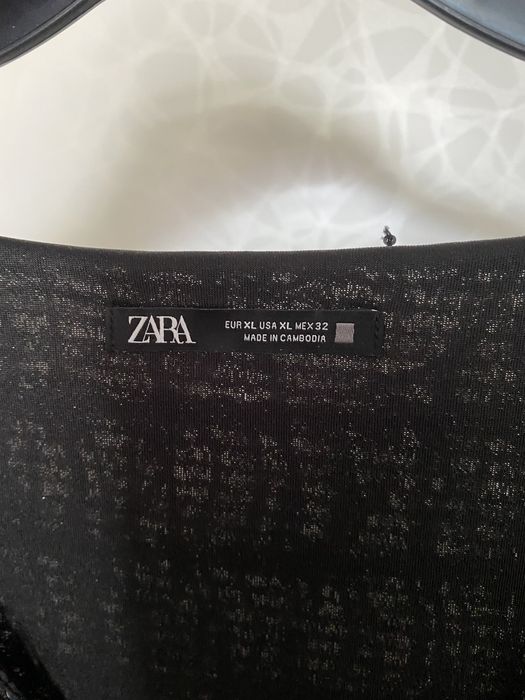 ZARA
EUR XL USA XL MEX 32
MADE IN CAMBODIA